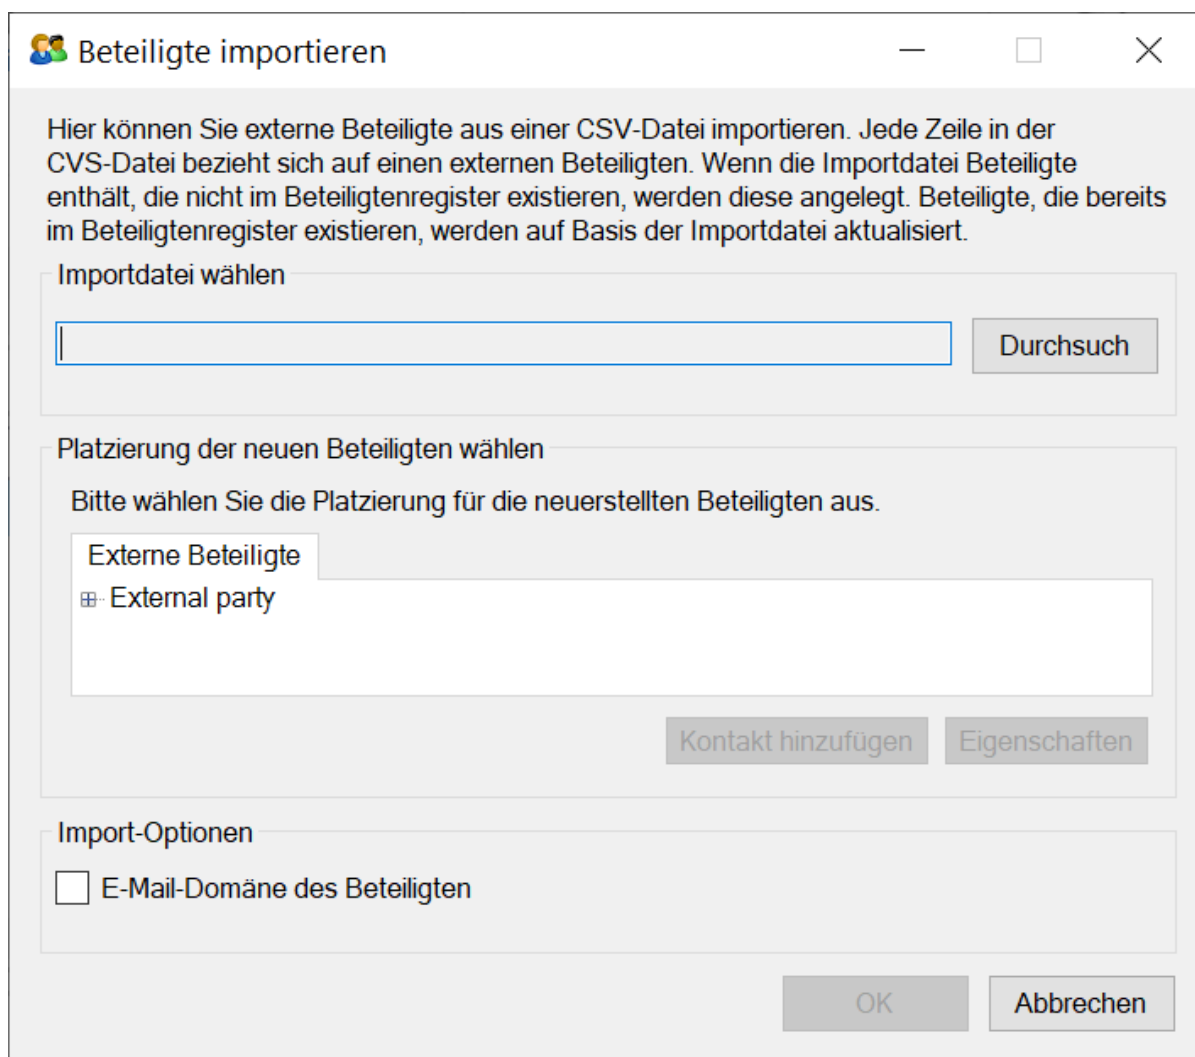 Beteiligte importieren
Hier können Sie externe Beteiligte aus einer CSV-Datei importieren. Jede Zeile in der
CVS-Datei bezieht sich auf einen externen Beteiligten. Wenn die Importdatei Beteiligte
enthält, die nicht im Beteiligtenregister existieren, werden diese angelegt. Beteiligte, die bereits
im Beteiligtenregister existieren, werden auf Basis der Importdatei aktualisiert.
Importdatei wählen
Durchsuch
Platzierung der neuen Beteiligten wählen
Bitte wählen Sie die Platzierung für die neuerstellten Beteiligten aus.
Externe Beteiligte
External party
Kontakt hinzufügen Eigenschaften
Import-Optionen
E-Mail-Domäne des Beteiligten
OK Abbrechen